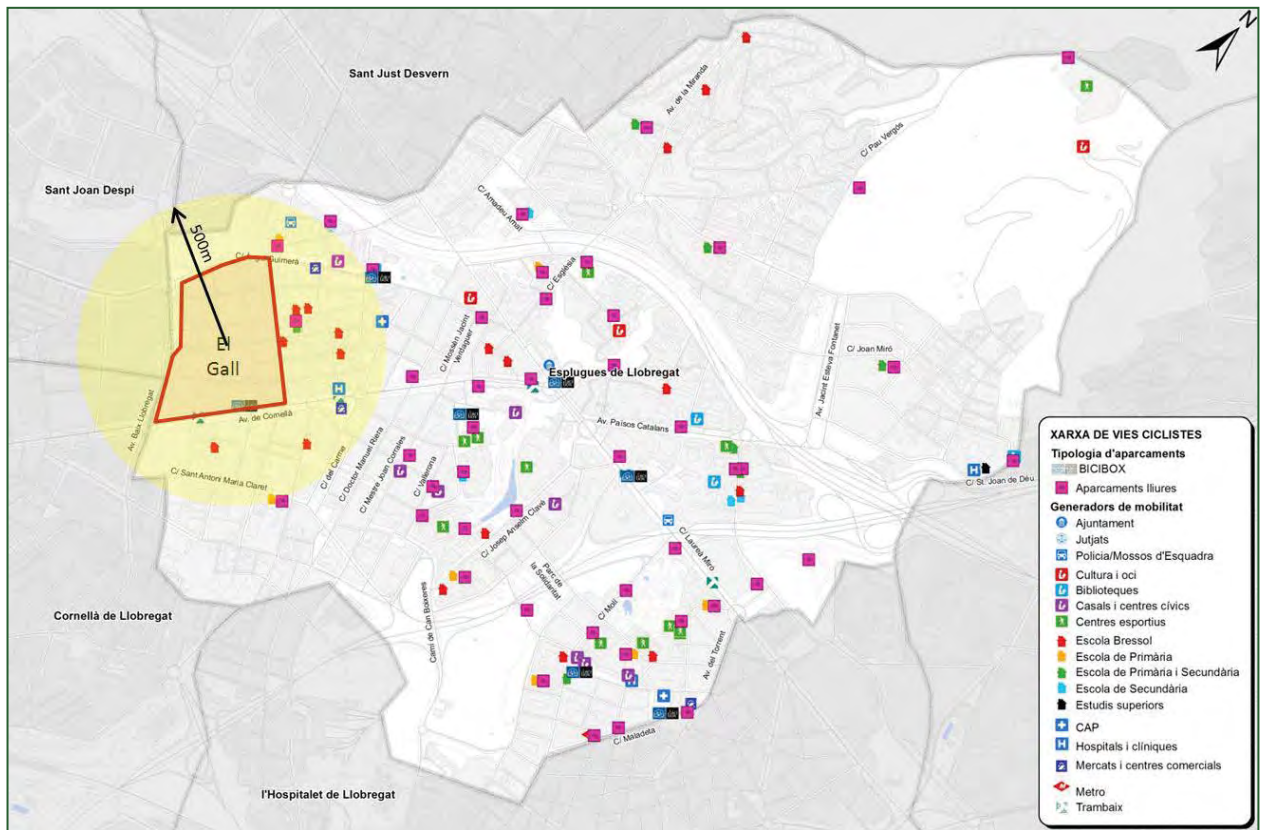 N
Sant Just Desvern
Av. de la Miranda
C/ Pau Vergós
Sant Joan Despí
C/ Amadeu Amat
500m
Guimerà
C/ Església
C/ Mossèn Jacint
Verdaguer
El
Gall
C/ Joan Miró
Esplugues de Llobregat
Av. Jacint Esteva Fontanet
Av. Baix Llobregat
Av. de Cornellà
Av. Països Catalans
C/ Sant Antoni Maria Claret
C/ del Carme
C/ Doctor Manuel Riera
C/ Mestre Joan Corrales
C/ Vallerona
C/ St. Joan de Déu
C/ Josep Anselm Clavé
C/ Laureà Miró
Parc de
la Solidaritat
C/ Molí
Cornellà de Llobregat
Camí de Can Boixeres
Av. del Torrent
C/ Maladeta
l'Hospitalet de Llobregat
XARXA DE VIES CICLISTES
Tipologia d'aparcaments
BICIBOX
Aparcaments lliures
Generadors de mobilitat
Ajuntament
Jutjats
Policia/Mossos d'Esquadra
Cultura i oci
Biblioteques
Casals i centres cívics
Centres esportius
Escola Bressol
Escola de Primària
Escola de Primària i Secundària
Escola de Secundària
Estudis superiors
CAP
Hospitals i clíniques
Mercats i centres comercials
Metro
Trambaix